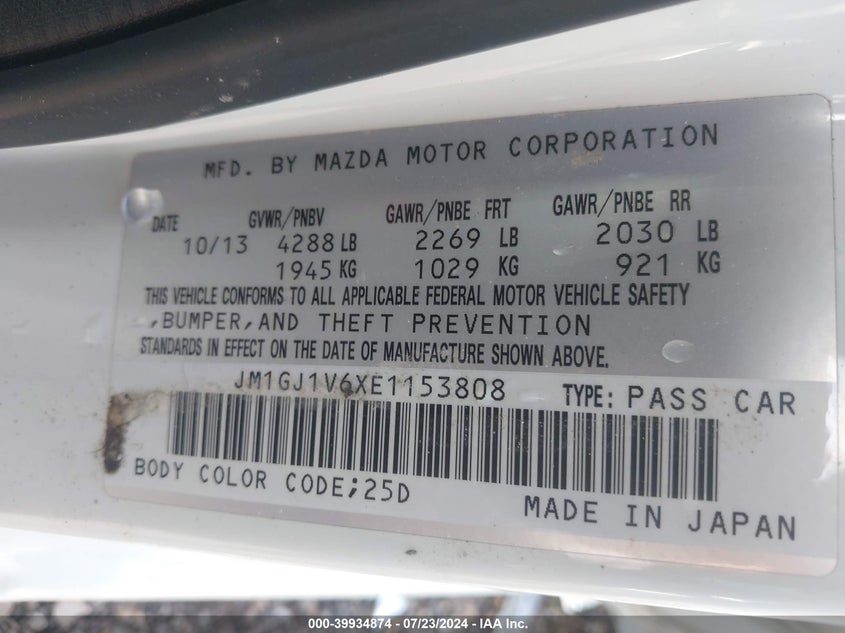 MFD. BY MAZDA MOTOR CORPORATION
DATE GVWR/PNBV GAWR/PNBE FRT GAWR/PNBE RR
10/13 4288 LB 2269 LB 2030 LB
1945 KG 1029 KG 921 KG
THIS VEHICLE CONFORMS TO ALL APPLICABLE FEDERAL MOTOR VEHICLE SAFETY
,BUMPER,AND THEFT PREVENTION
STANDARDS IN EFFECT ON THE DATE OF MANUFACTURE SHOWN ABOVE.
JM1GJ1V6XE1153808 TYPE: PASS CAR
BODY COLOR CODE;25D MADE IN JAPAN
000-39934874 / 07/23/2024 - IAA Inc.